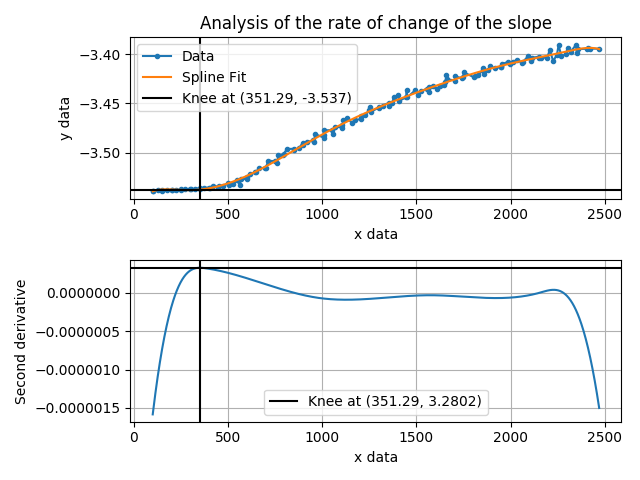 Analysis of the rate of change of the slope
y data
−3.40
−3.45
−3.50
Data
Spline Fit
Knee at (351.29, -3.537)
0 500 1000 1500 2000 2500
x data
Second derivative
0.0000000
−0.0000005
−0.0000010
−0.0000015
Knee at (351.29, 3.2802)
0 500 1000 1500 2000 2500
x data